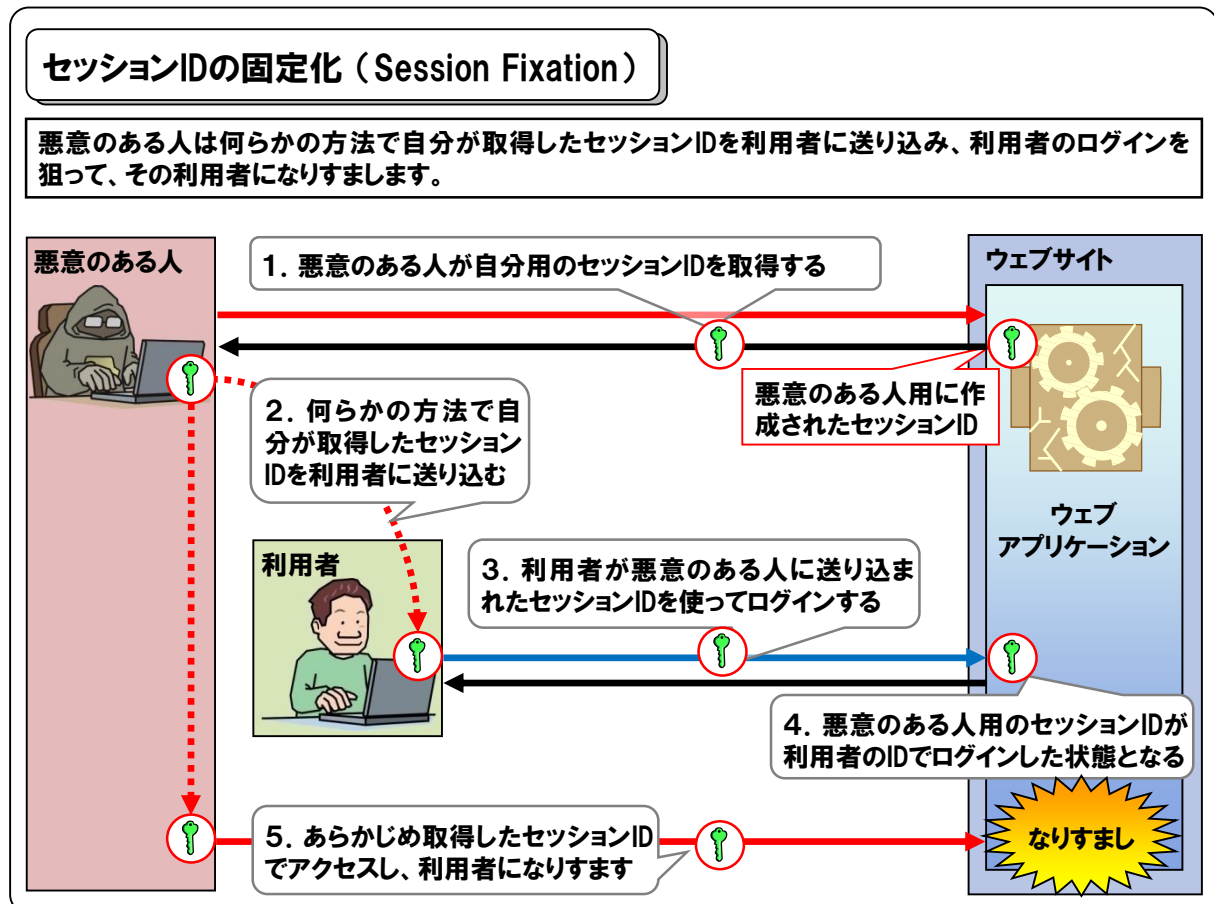 セッションIDの固定化（Session Fixation）
悪意のある人は何らかの方法で自分が取得したセッションIDを利用者に送り込み、利用者のログインを
狙って、その利用者になりすまします。
悪意のある人
1．悪意のある人が自分用のセッションIDを取得する
ウェブサイト
悪意のある人用に作
成されたセッションID
2．何らかの方法で自
分が取得したセッション
IDを利用者に送り込む
ウェブ
アプリケーション
利用者
3．利用者が悪意のある人に送り込ま
れたセッションIDを使ってログインする
4．悪意のある人用のセッションIDが
利用者のIDでログインした状態となる
5．あらかじめ取得したセッションID
でアクセスし、利用者になりすます
なりすまし